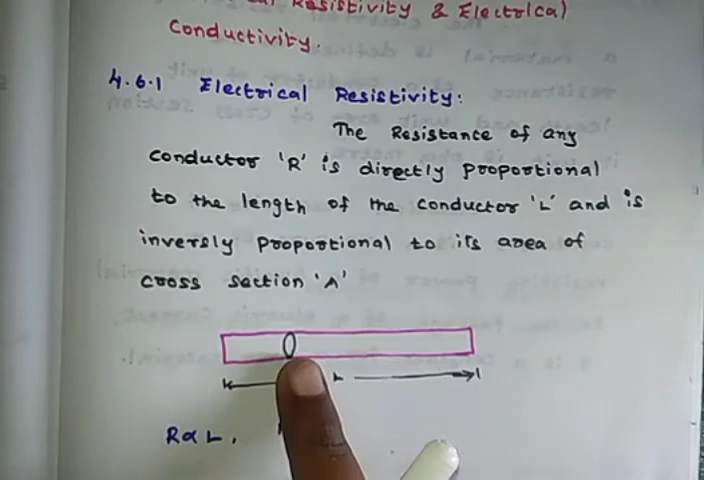 Resistivity & Electrical
Conductivity.
4.6.1 Electrical Resistivity:
The Resistance of any
conductor 'R' is directly proportional
to the length of the conductor 'L' and is
inversly proportional to its area of
cross section 'A'
L
R∝L,